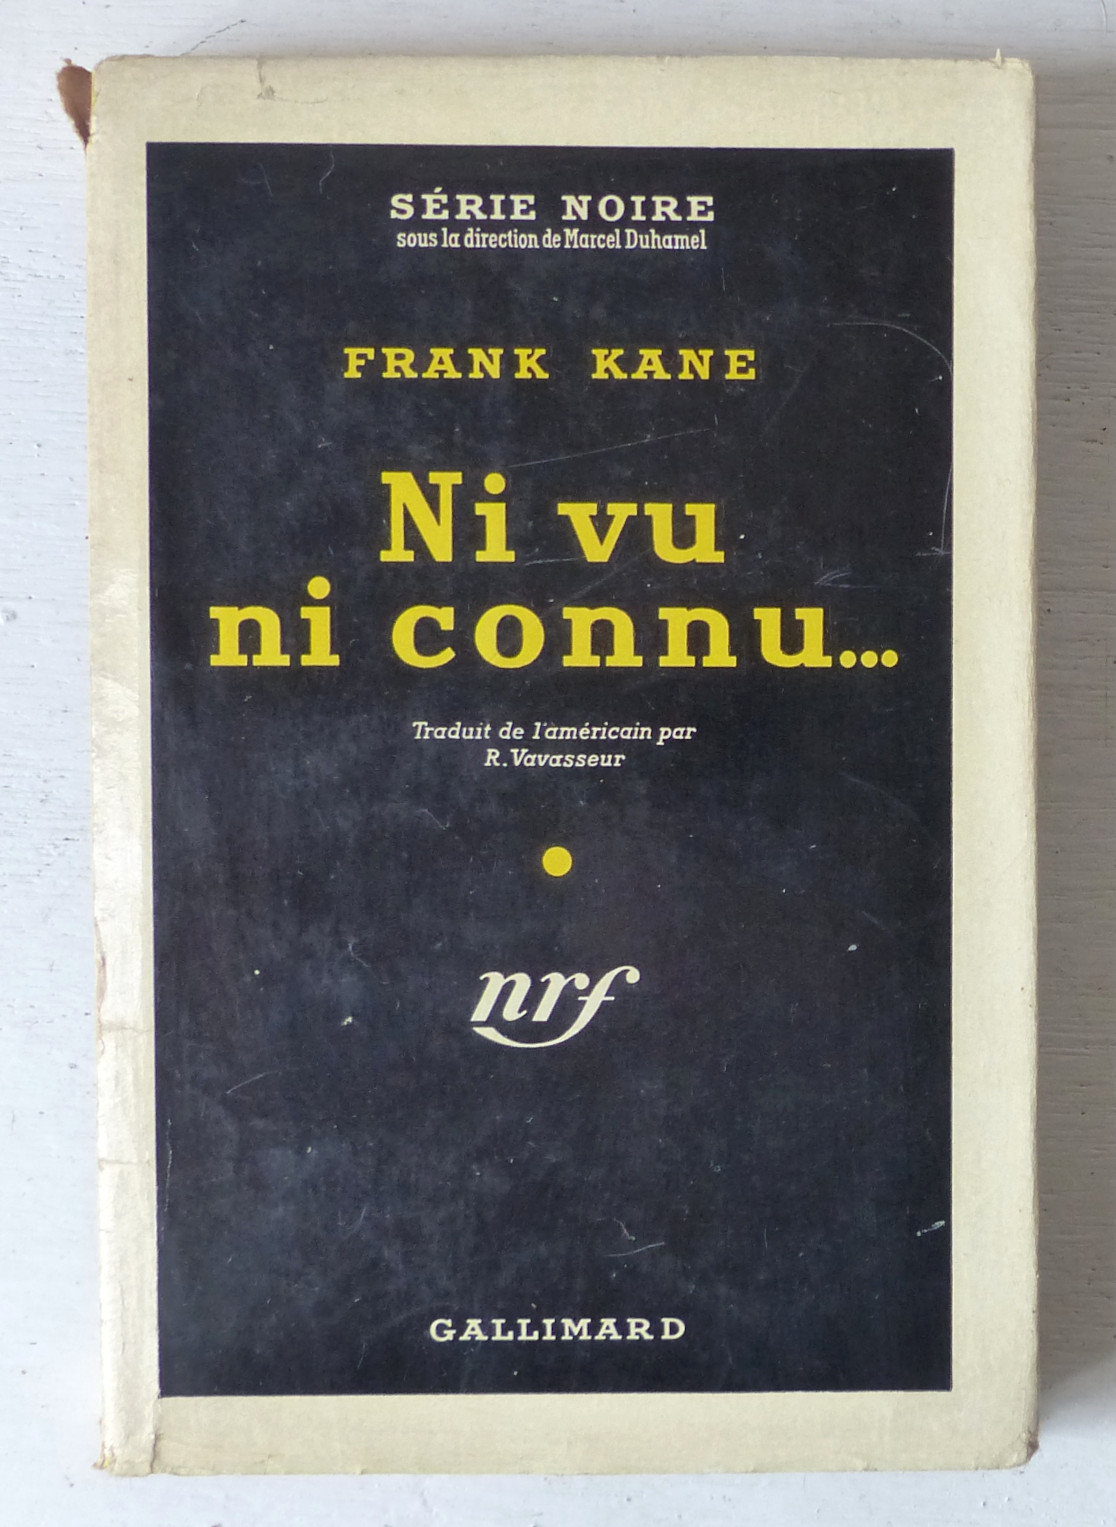 SÉRIE NOIRE
sous la direction de Marcel Duhamel
FRANK KANE
Ni vu
ni connu...
Traduit de l'américain par
R. Vavasseur
nrf
GALLIMARD